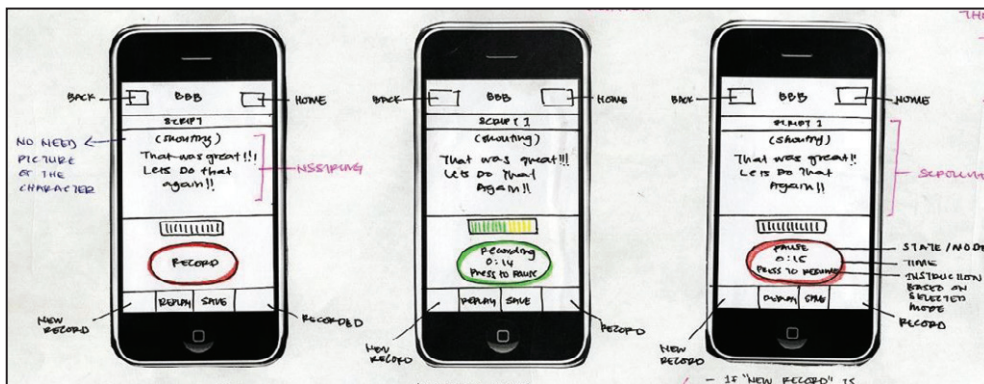 THE
BACK
BBB
HOME
SCRIPT 1
(shouting)
That was great!!!
Lets Do that
again!!
NO NEED
PICTURE
OF THE
CHARACTER
RECORD
REPLAY SAVE
NEW
RECORD
RECORDED
BACK
BBB
HOME
SCRIPT 1
(shouting)
That was great!!!
Lets Do That
Again!!
Recording
0:14
Press to Pause
REPLAY SAVE
NEW
RECORD
RECORD
BACK
BBB
HOME
SCRIPT 1
(shouting)
That was great!!
Lets Do That
Again!!
SCROLLING
PAUSE
0:15
PRESS TO RESUME
STATE / MODE
TIME
INSTRUCTION
BASED ON
SELECTED
MODE
REPLAY SAVE
NEW
RECORD
RECORD
- IF "NEW RECORD" IS